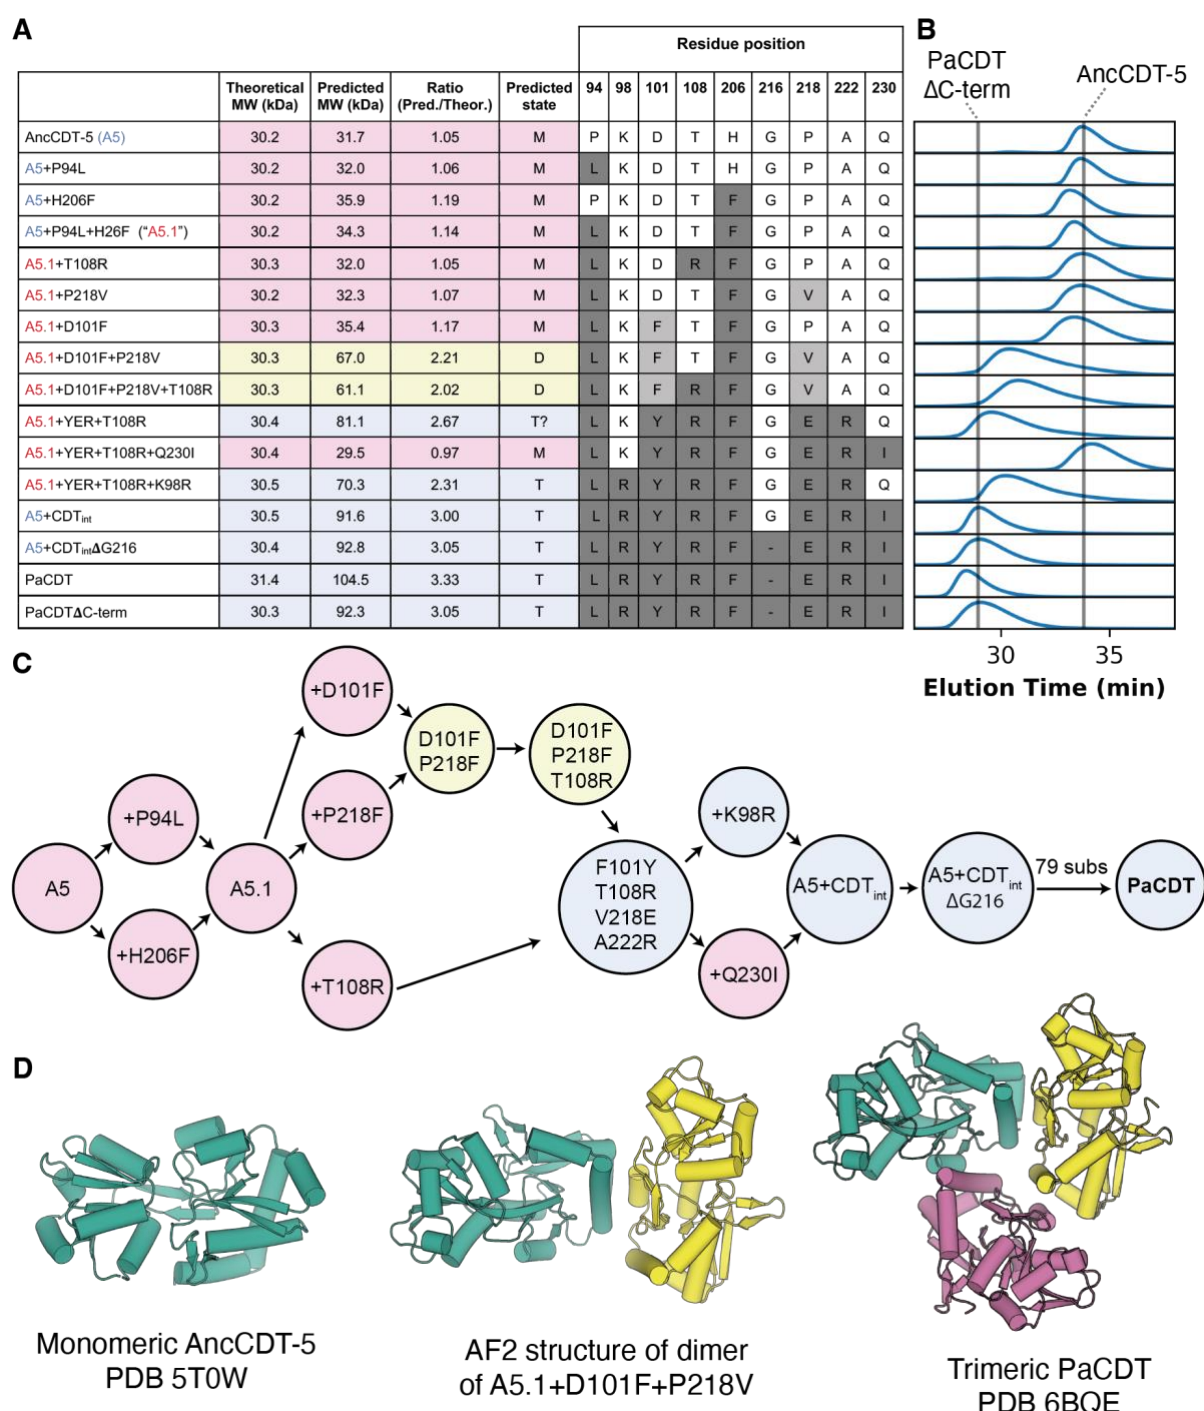 A
B
Residue position
PaCDT
ΔC-term
AncCDT-5
Theoretical MW (kDa) Predicted MW (kDa) Ratio (Pred./Theor.) Predicted state 94 98 101 108 206 216 218 222 230
AncCDT-5 (A5) 30.2 31.7 1.05 M P K D T H G P A Q
A5+P94L 30.2 32.0 1.06 M L K D T H G P A Q
A5+H206F 30.2 35.9 1.19 M P K D T F G P A Q
A5+P94L+H26F ("A5.1") 30.2 34.3 1.14 M L K D T F G P A Q
A5.1+T108R 30.3 32.0 1.05 M L K D R F G P A Q
A5.1+P218V 30.2 32.3 1.07 M L K D T F G V A Q
A5.1+D101F 30.3 35.4 1.17 M L K F T F G P A Q
A5.1+D101F+P218V 30.3 67.0 2.21 D L K F T F G V A Q
A5.1+D101F+P218V+T108R 30.3 61.1 2.02 D L K F R F G V A Q
A5.1+YER+T108R 30.4 81.1 2.67 T? L K Y R F G E R Q
A5.1+YER+T108R+Q230I 30.4 29.5 0.97 M L K Y R F G E R I
A5.1+YER+T108R+K98R 30.5 70.3 2.31 T L R Y R F G E R Q
A5+CDTint 30.5 91.6 3.00 T L R Y R F G E R I
A5+CDTintΔG216 30.4 92.8 3.05 T L R Y R F - E R I
PaCDT 31.4 104.5 3.33 T L R Y R F - E R I
PaCDTΔC-term 30.3 92.3 3.05 T L R Y R F - E R I
30 35
Elution Time (min)
C
A5
+P94L
+H206F
A5.1
+D101F
+P218F
+T108R
D101F
P218F
D101F
P218F
T108R
F101Y
T108R
V218E
A222R
+K98R
+Q230I
A5+CDTint
A5+CDTint
ΔG216
79 subs
PaCDT
D
Monomeric AncCDT-5
PDB 5T0W
AF2 structure of dimer
of A5.1+D101F+P218V
Trimeric PaCDT
PDB 6BQE